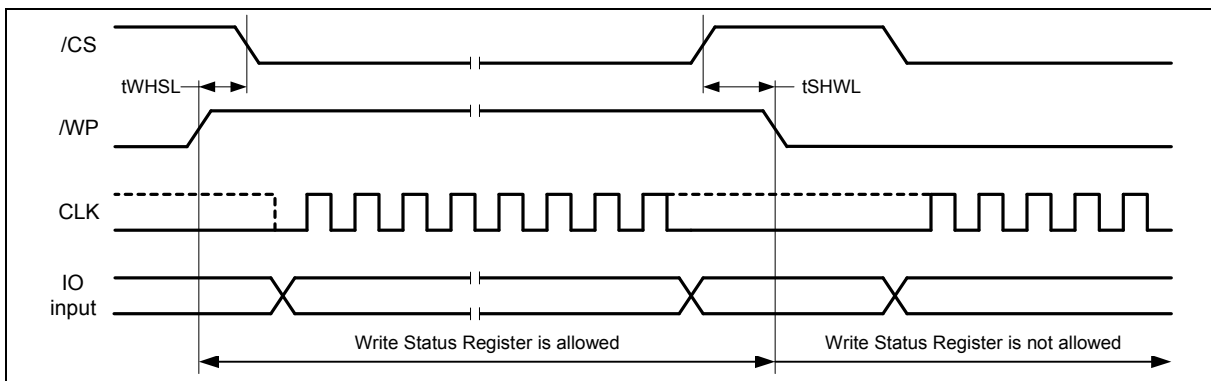 /CS
tWHSL
tSHWL
/WP
CLK
IO
input
Write Status Register is allowed
Write Status Register is not allowed